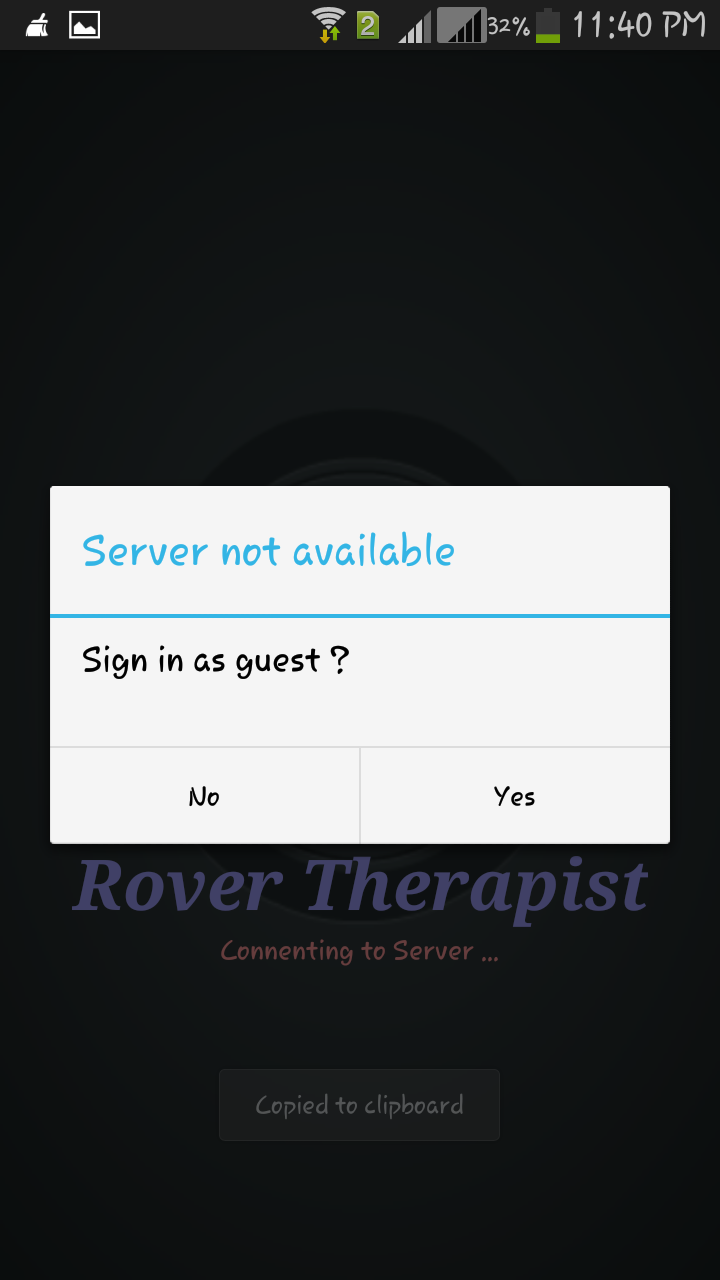 2 32% 11:40 PM
Server not available
Sign in as guest ?
No Yes
Rover Therapist
Connenting to Server ...
Copied to clipboard